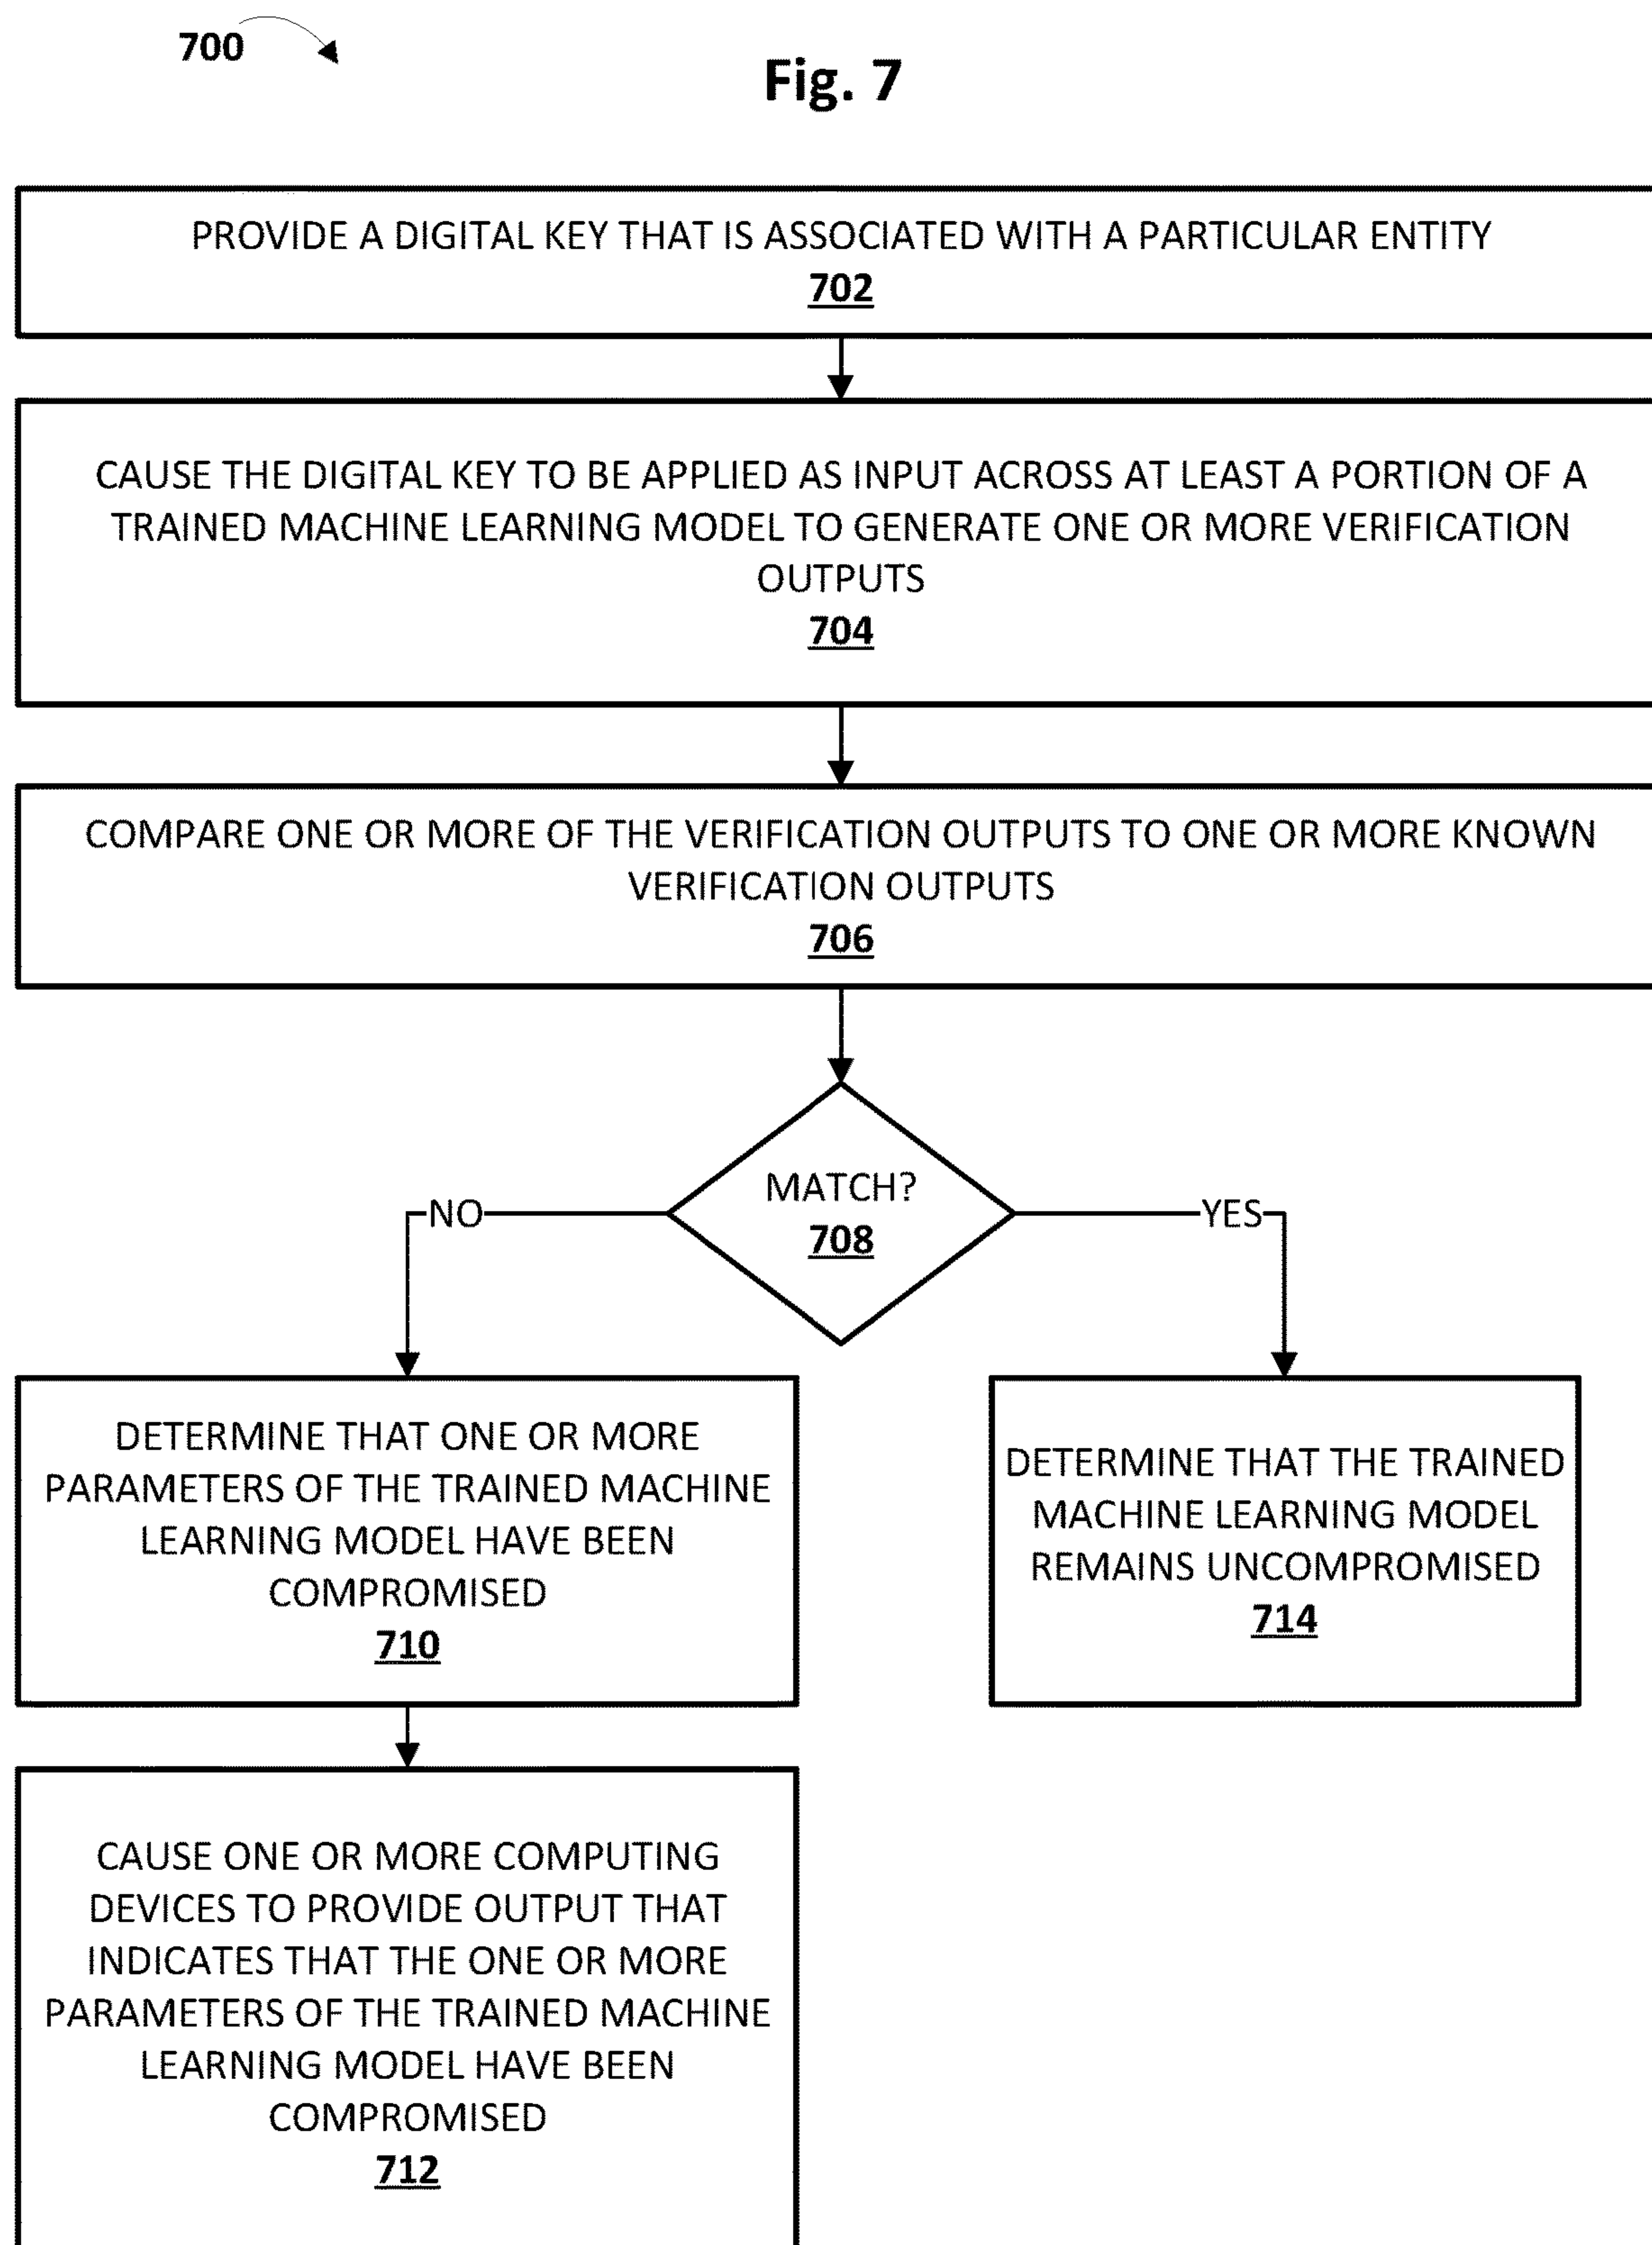 700
Fig. 7
PROVIDE A DIGITAL KEY THAT IS ASSOCIATED WITH A PARTICULAR ENTITY
702
CAUSE THE DIGITAL KEY TO BE APPLIED AS INPUT ACROSS AT LEAST A PORTION OF A
TRAINED MACHINE LEARNING MODEL TO GENERATE ONE OR MORE VERIFICATION
OUTPUTS
704
COMPARE ONE OR MORE OF THE VERIFICATION OUTPUTS TO ONE OR MORE KNOWN
VERIFICATION OUTPUTS
706
MATCH?
708
NO
YES
DETERMINE THAT ONE OR MORE
PARAMETERS OF THE TRAINED MACHINE
LEARNING MODEL HAVE BEEN
COMPROMISED
710
DETERMINE THAT THE TRAINED
MACHINE LEARNING MODEL
REMAINS UNCOMPROMISED
714
CAUSE ONE OR MORE COMPUTING
DEVICES TO PROVIDE OUTPUT THAT
INDICATES THAT THE ONE OR MORE
PARAMETERS OF THE TRAINED MACHINE
LEARNING MODEL HAVE BEEN
COMPROMISED
712